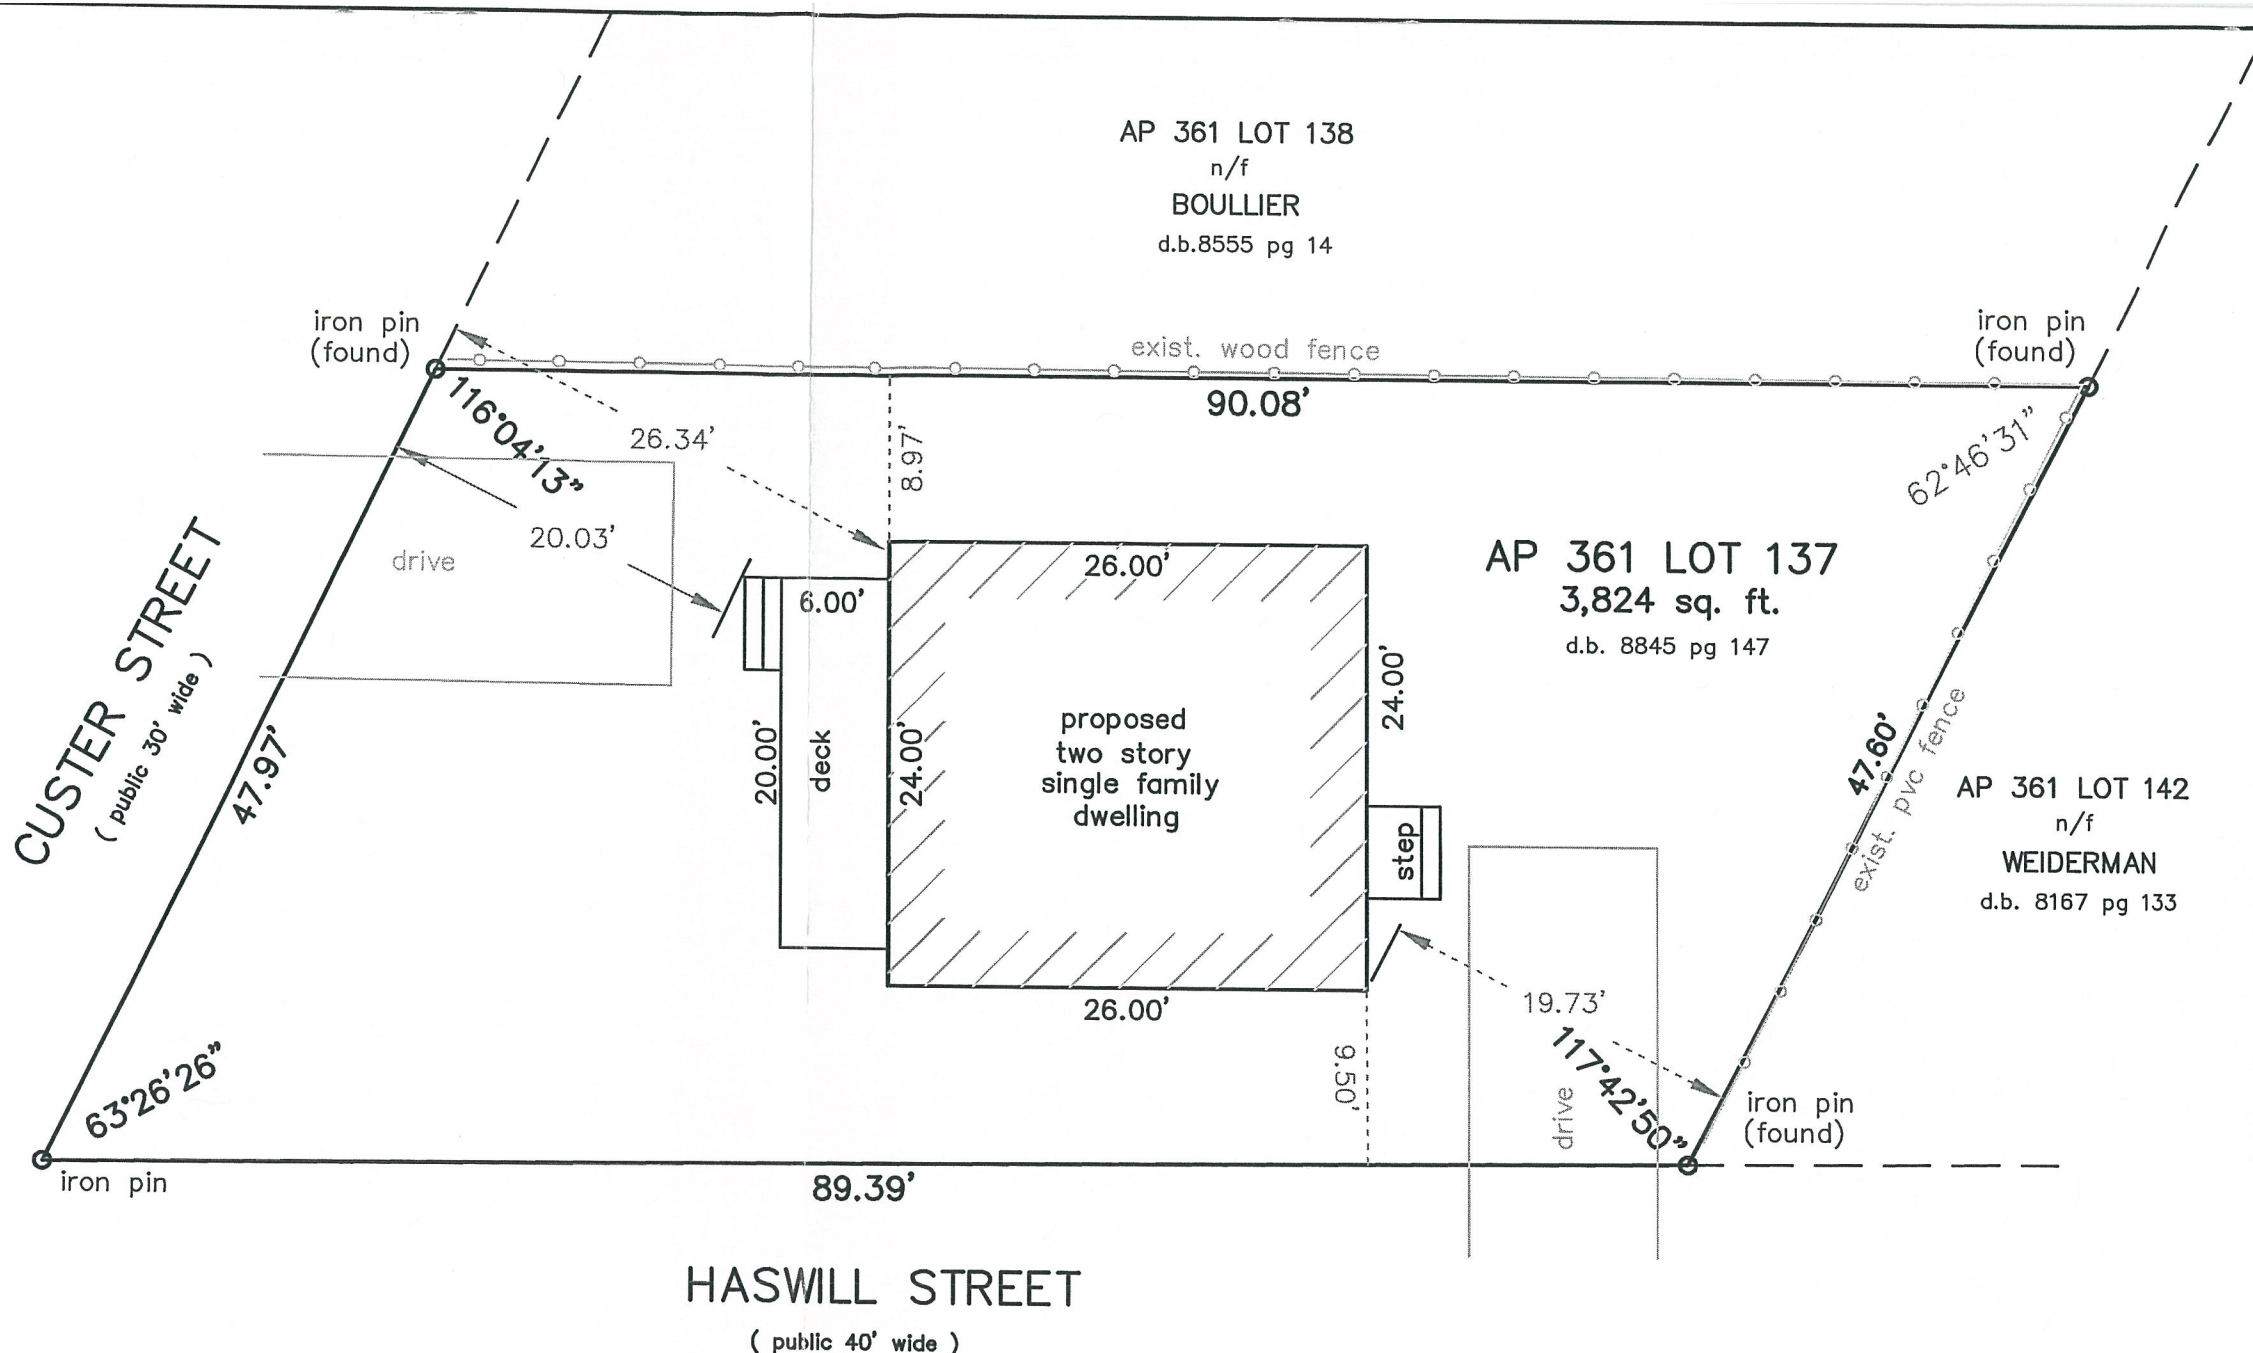 AP 361 LOT 138
n/f
BOULLIER
d.b.8555 pg 14
iron pin
(found)
exist. wood fence
90.08'
iron pin
(found)
116°04'13"
26.34'
8.97'
62°46'31"
20.03'
drive
6.00'
26.00'
AP 361 LOT 137
3,824 sq. ft.
d.b. 8845 pg 147
CUSTER STREET
( public 30' wide )
47.97'
20.00'
deck
24.00'
proposed
two story
single family
dwelling
24.00'
step
47.60'
exist. pvc fence
AP 361 LOT 142
n/f
WEIDERMAN
d.b. 8167 pg 133
26.00'
19.73'
9.50'
117°42'50"
drive
iron pin
(found)
63°26'26"
iron pin
89.39'
HASWILL STREET
( public 40' wide )